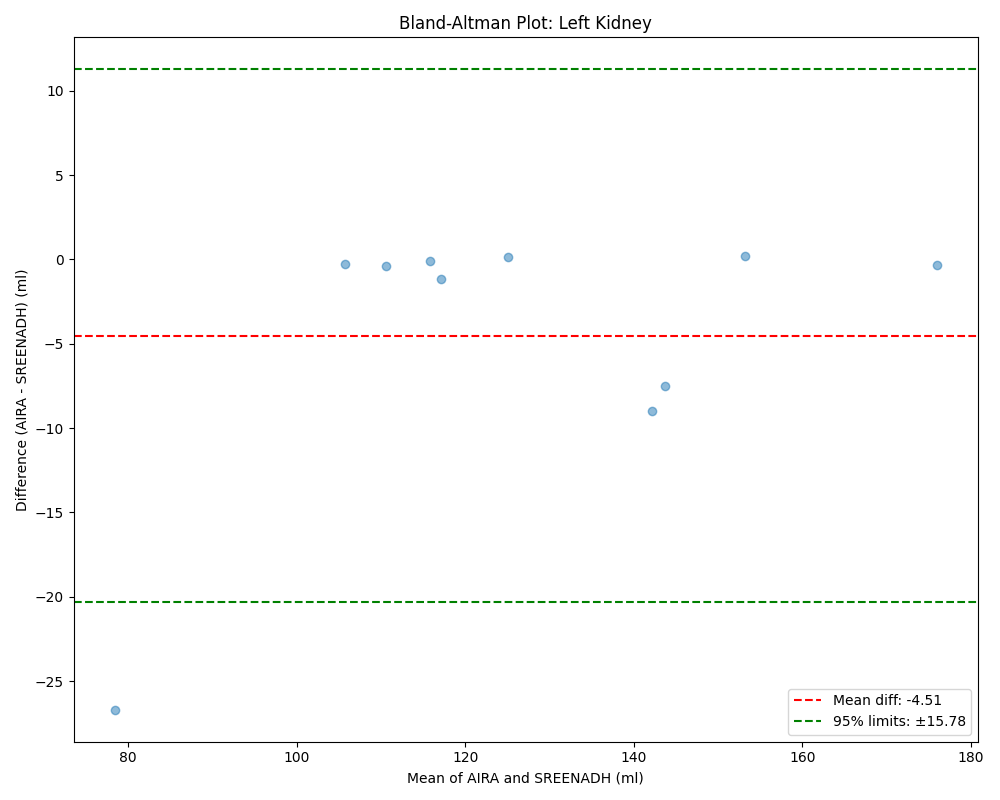 Bland-Altman Plot: Left Kidney
Difference (AIRA - SREENADH) (ml)
10
5
0
−5
−10
−15
−20
−25
80 100 120 140 160 180
Mean of AIRA and SREENADH (ml)
Mean diff: -4.51
95% limits: ±15.78